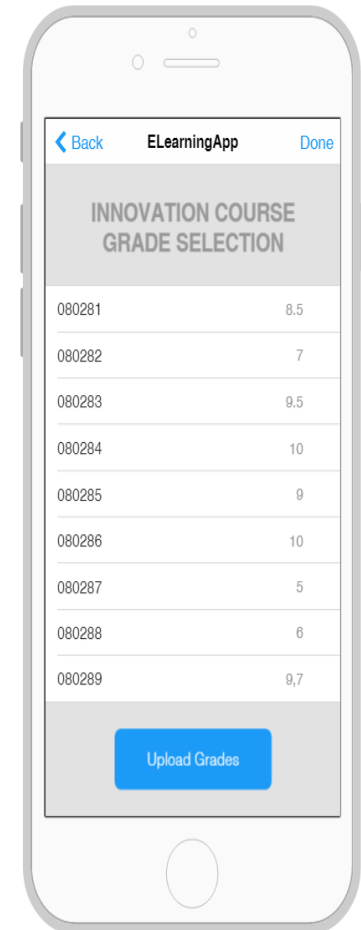 Back ELearningApp Done
INNOVATION COURSE
GRADE SELECTION
080281 8.5
080282 7
080283 9.5
080284 10
080285 9
080286 10
080287 5
080288 6
080289 9,7
Upload Grades